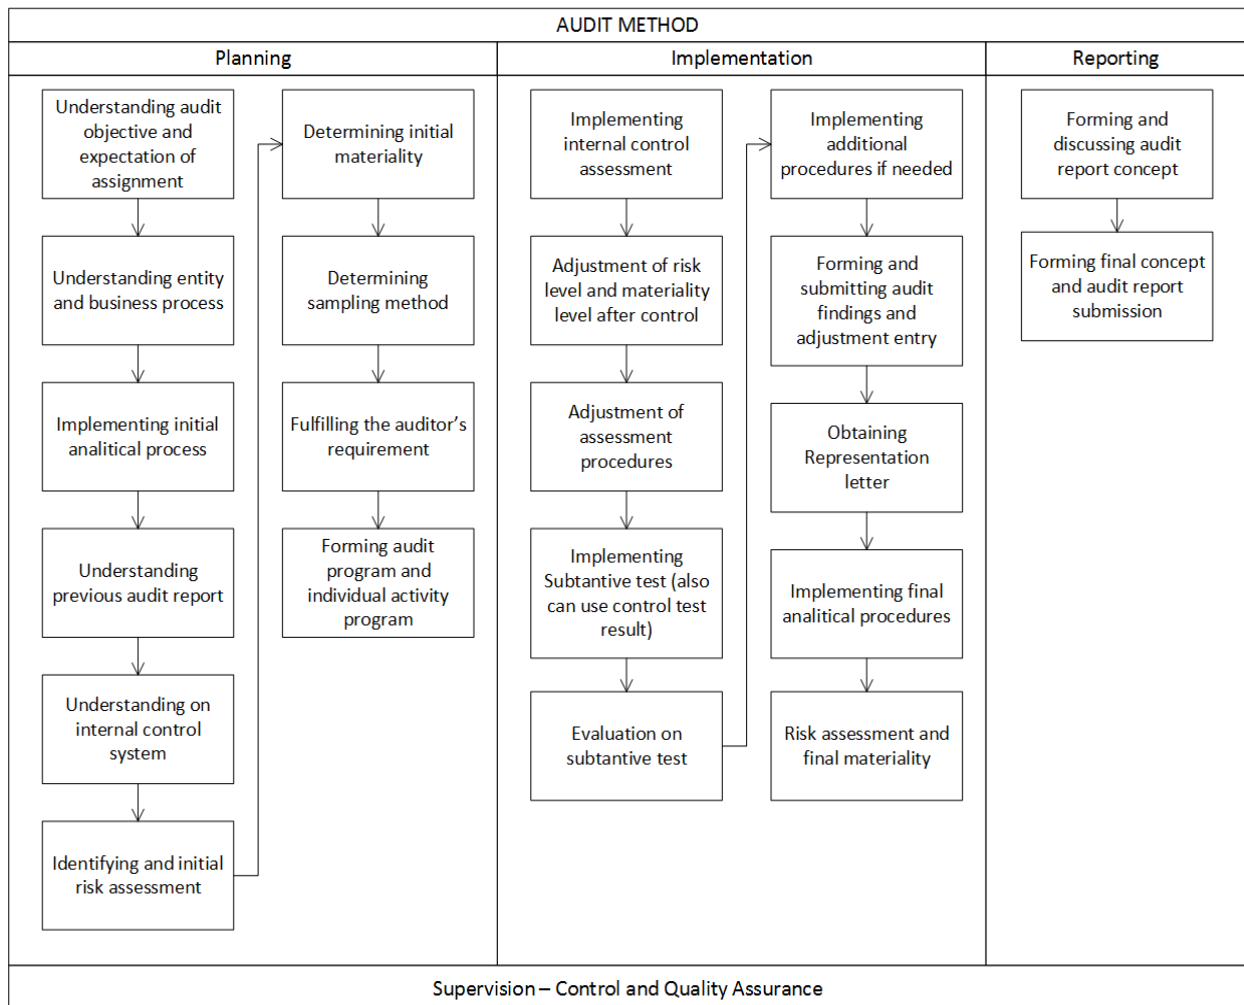 AUDIT METHOD
Planning
Understanding audit
objective and
expectation of
assignment
Understanding entity
and business process
Implementing initial
analitical process
Understanding
previous audit report
Understanding on
internal control
system
Identifying and initial
risk assessment
Determining initial
materiality
Determining
sampling method
Fulfilling the auditor’s
requirement
Forming audit
program and
individual activity
program
Implementation
Implementing
internal control
assessment
Adjustment of risk
level and materiality
level after control
Adjustment of
assessment
procedures
Implementing
Subtantive test (also
can use control test
result)
Evaluation on
subtantive test
Implementing
additional
procedures if needed
Forming and
submitting audit
findings and
adjustment entry
Obtaining
Representation
letter
Implementing final
analitical procedures
Risk assessment and
final materiality
Reporting
Forming and
discussing audit
report concept
Forming final concept
and audit report
submission
Supervision – Control and Quality Assurance